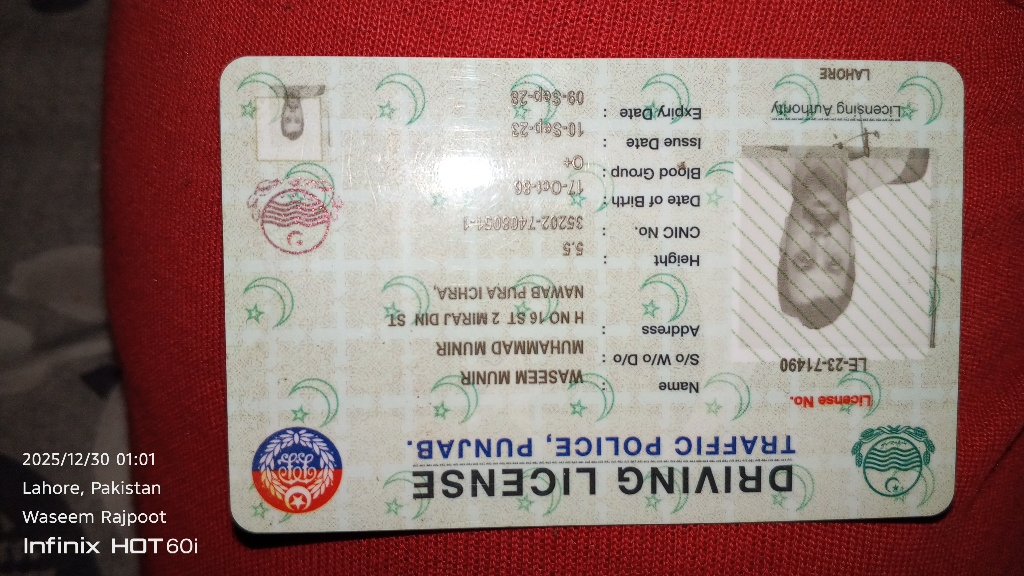 DRIVING LICENSE
TRAFFIC POLICE, PUNJAB.
License No.
LE-23-71490
Name WASEEM MUNIR
S/o W/o D/o : MUHAMMAD MUNIR
Address : H NO 16 ST 2 MIRAJ DIN ST
NAWAB PURA ICHRA,
Height : 5.5
CNIC No. : 35202-7408051-1
Date of Birth : 17-Oct-86
Blood Group : O+
Issue Date : 10-Sep-23
Expiry Date : 09-Sep-28
Licensing Authority
LAHORE
2025/12/30 01:01
Lahore, Pakistan
Waseem Rajpoot
Infinix HOT 60i